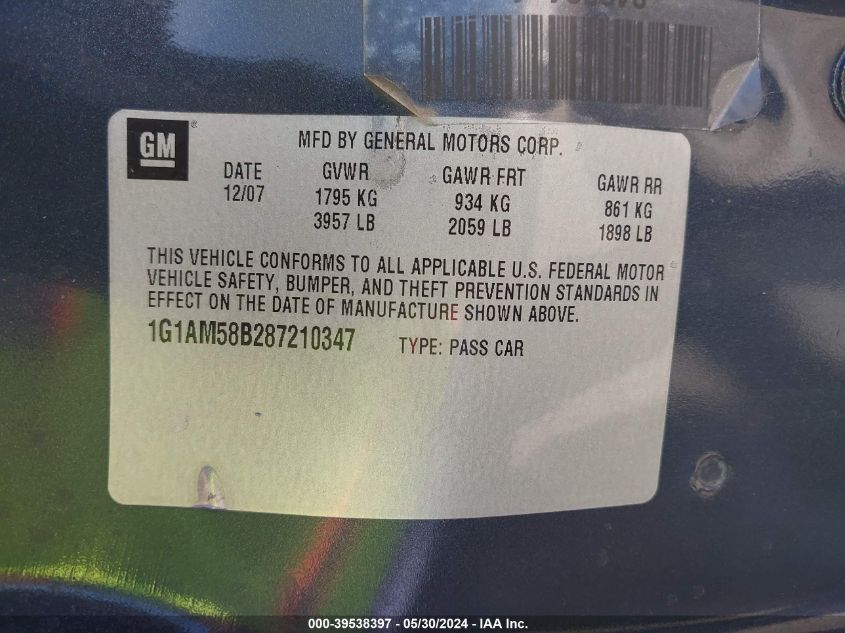 GM
MFD BY GENERAL MOTORS CORP.
DATE GVWR GAWR FRT GAWR RR
12/07 1795 KG 934 KG 861 KG
3957 LB 2059 LB 1898 LB
THIS VEHICLE CONFORMS TO ALL APPLICABLE U.S. FEDERAL MOTOR
VEHICLE SAFETY, BUMPER, AND THEFT PREVENTION STANDARDS IN
EFFECT ON THE DATE OF MANUFACTURE SHOWN ABOVE.
1G1AM58B287210347 TYPE: PASS CAR
000-39538397 - 05/30/2024 - IAA Inc.